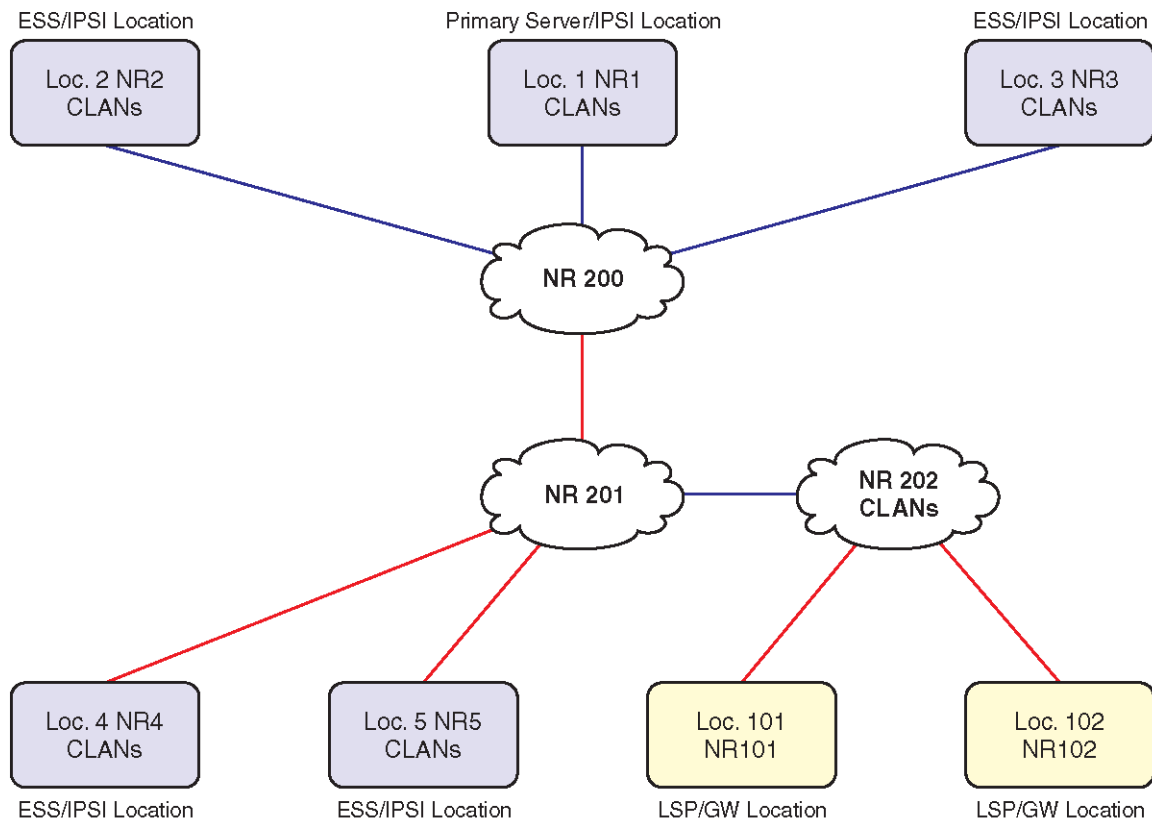 ESS/IPSI Location
Primary Server/IPSI Location
ESS/IPSI Location
Loc. 2 NR2
CLANs
Loc. 1 NR1
CLANs
Loc. 3 NR3
CLANs
NR 200
NR 201
NR 202
CLANs
Loc. 4 NR4
CLANs
Loc. 5 NR5
CLANs
Loc. 101
NR101
Loc. 102
NR102
ESS/IPSI Location
ESS/IPSI Location
LSP/GW Location
LSP/GW Location